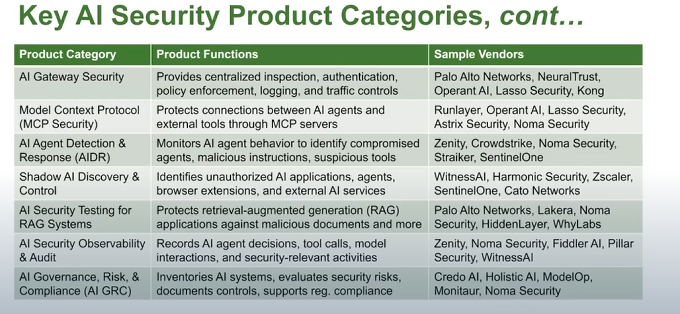 Key AI Security Product Categories, cont…
Product Category
Product Functions
Sample Vendors
AI Gateway Security
Provides centralized inspection, authentication,
policy enforcement, logging, and traffic controls
Palo Alto Networks, NeuralTrust,
Operant AI, Lasso Security, Kong
Model Context Protocol
(MCP Security)
Protects connections between AI agents and
external tools through MCP servers
Runlayer, Operant AI, Lasso Security,
Astrix Security, Noma Security
AI Agent Detection &
Response (AIDR)
Monitors AI agent behavior to identify compromised
agents, malicious instructions, suspicious tools
Zenity, Crowdstrike, Noma Security,
Straiker, SentinelOne
Shadow AI Discovery &
Control
Identifies unauthorized AI applications, agents,
browser extensions, and external AI services
WitnessAI, Harmonic Security, Zscaler,
SentinelOne, Cato Networks
AI Security Testing for
RAG Systems
Protects retrieval-augmented generation (RAG)
applications against malicious documents and more
Palo Alto Networks, Lakera, Noma
Security, HiddenLayer, WhyLabs
AI Security Observability
& Audit
Records AI agent decisions, tool calls, model
interactions, and security-relevant activities
Zenity, Noma Security, Fiddler AI, Pillar
Security, WitnessAI
AI Governance, Risk, &
Compliance (AI GRC)
Inventories AI systems, evaluates security risks,
documents controls, supports reg. compliance
Credo AI, Holistic AI, ModelOp,
Monitaur, Noma Security